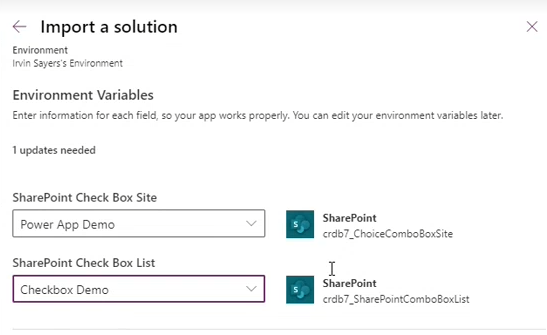 Import a solution
Environment
Irvin Sayers's Environment
Environment Variables
Enter information for each field, so your app works properly. You can edit your environment variables later.
1 updates needed
SharePoint Check Box Site
Power App Demo
SharePoint
crdb7_ChoiceComboBoxSite
SharePoint Check Box List
Checkbox Demo
SharePoint
crdb7_SharePointComboBoxList